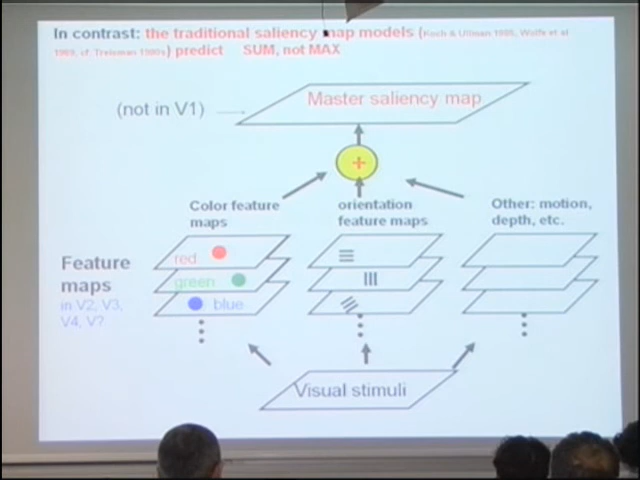 In contrast: the traditional saliency map models (Koch & Ullman 1985, Wolfe et al
1989, cf. Treisman 1980s) predict SUM, not MAX
(not in V1)
Master saliency map
+
Color feature
maps
orientation
feature maps
Other: motion,
depth, etc.
Feature
maps
in V2, V3,
V4, V?
red
green
blue
Visual stimuli